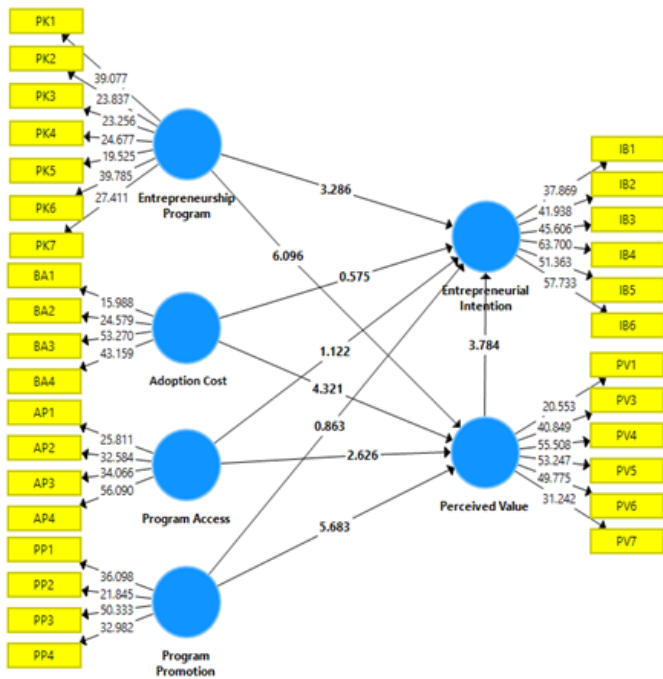 PK1
PK2
PK3
PK4
PK5
PK6
PK7
39.077
23.837
23.256
24.677
19.525
39.785
27.411
Entrepreneurship
Program
BA1
BA2
BA3
BA4
15.988
24.579
53.270
43.159
Adoption Cost
AP1
AP2
AP3
AP4
25.811
32.584
34.066
56.090
Program Access
PP1
PP2
PP3
PP4
36.098
21.845
50.333
32.982
Program
Promotion
3.286
6.096
0.575
1.122
4.321
0.863
2.626
5.683
3.784
Entrepreneurial
Intention
37.869
41.938
45.606
63.700
51.363
57.733
IB1
IB2
IB3
IB4
IB5
IB6
Perceived Value
20.553
40.849
55.508
53.247
49.775
31.242
PV1
PV3
PV4
PV5
PV6
PV7